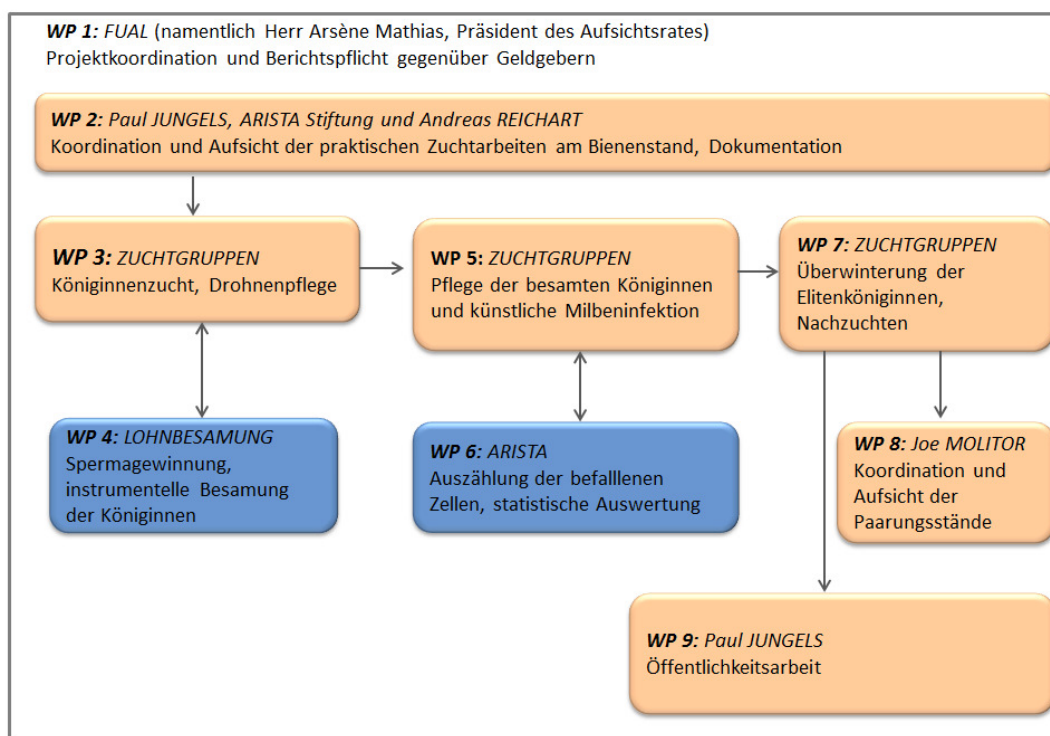 WP 1: FUAL (namentlich Herr Arsène Mathias, Präsident des Aufsichtsrates)
Projektkoordination und Berichtspflicht gegenüber Geldgebern
WP 2: Paul JUNGELS, ARISTA Stiftung und Andreas REICHART
Koordination und Aufsicht der praktischen Zuchtarbeiten am Bienenstand, Dokumentation
WP 3: ZUCHTGRUPPEN
Königinnenzucht, Drohnenpflege
WP 5: ZUCHTGRUPPEN
Pflege der besamten Königinnen
und künstliche Milbeninfektion
WP 7: ZUCHTGRUPPEN
Überwinterung der
Elitenköniginnen,
Nachzuchten
WP 4: LOHNBESAMUNG
Spermagewinnung,
instrumentelle Besamung
der Königinnen
WP 6: ARISTA
Auszählung der befalllenen
Zellen, statistische Auswertung
WP 8: Joe MOLITOR
Koordination und
Aufsicht der
Paarungsstände
WP 9: Paul JUNGELS
Öffentlichkeitsarbeit